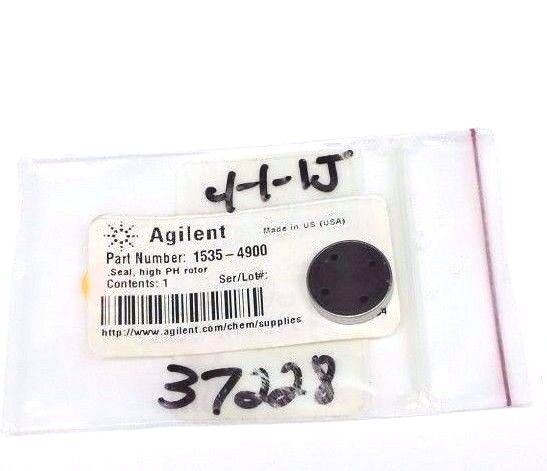 4-1-1J
Agilent Made in US (USA)
Part Number: 1535-4900
.Seal, high PH rotor
Contents: 1 Ser/Lot#:
http://www.agilent.com/chem/supplies
37228